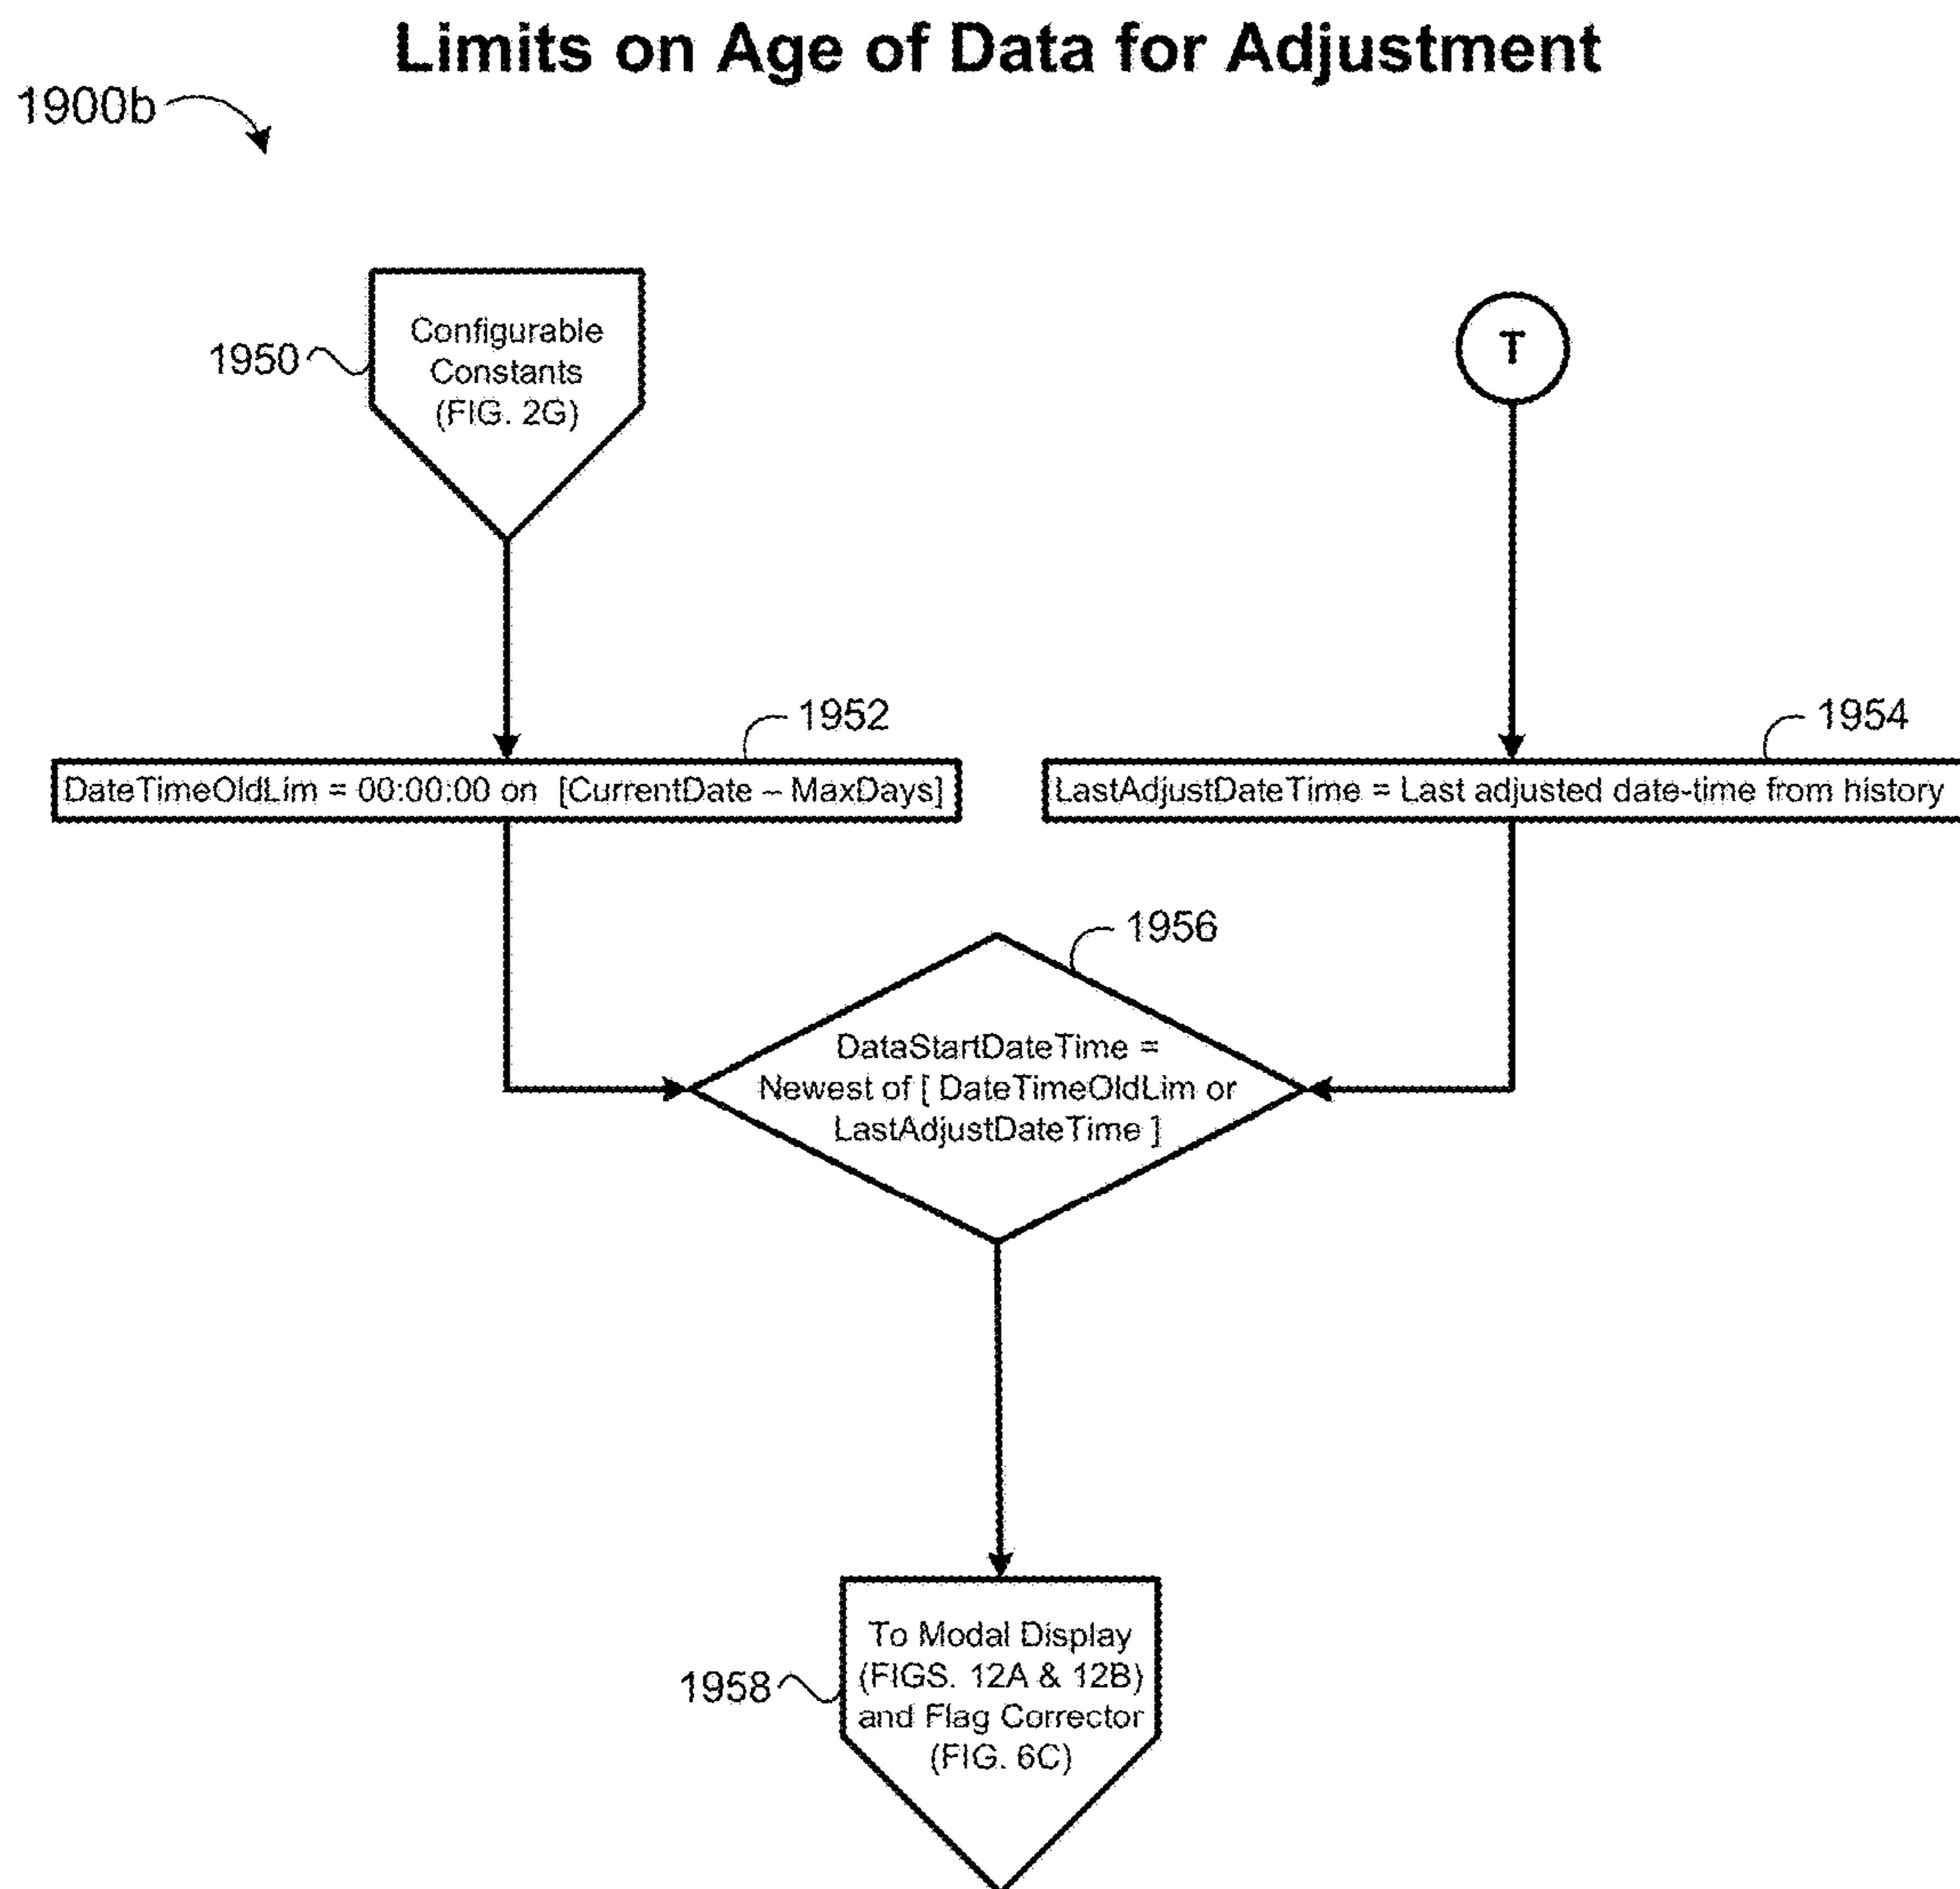 Limits on Age of Data for Adjustment
1900b
1950
Configurable
Constants
(FIG. 2G)
T
1952
DateTimeOldLim = 00:00:00 on [CurrentDate – MaxDays]
1954
LastAdjustDateTime = Last adjusted date-time from history
1956
DataStartDateTime =
Newest of [ DateTimeOldLim or
LastAdjustDateTime ]
1958
To Modal Display
(FIGS. 12A & 12B)
and Flag Corrector
(FIG. 6C)